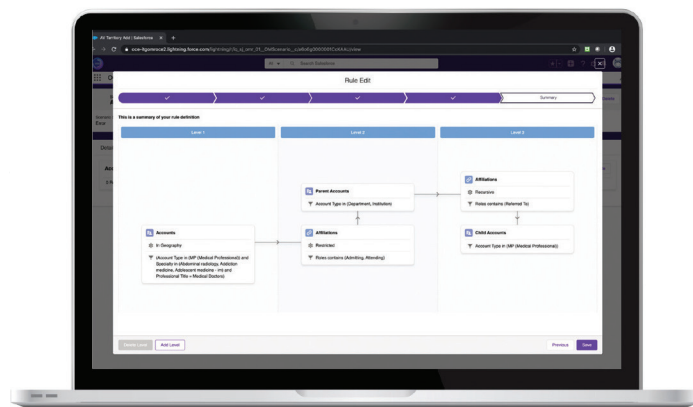 All Territory Add | Salesforce
Search Salesforce
Rule Edit
Summary
This is a summary of your rule definition
Level 1
Level 2
Level 3
Accounts
In Geography
(Account Type in (MP (Medical Professional)) and
Specialty in (Abdominal radiology, Addiction
medicine, Adolescent medicine - int) and
Professional Title = Medical Doctors)
Parent Accounts
Account Type in (Department, Institution)
Affiliations
Restricted
Roles contains (Admitting, Attending)
Affiliations
Recursive
Roles contains (Referred To)
Child Accounts
Account Type in (MP (Medical Professional))
Delete Level
Add Level
Previous
Save